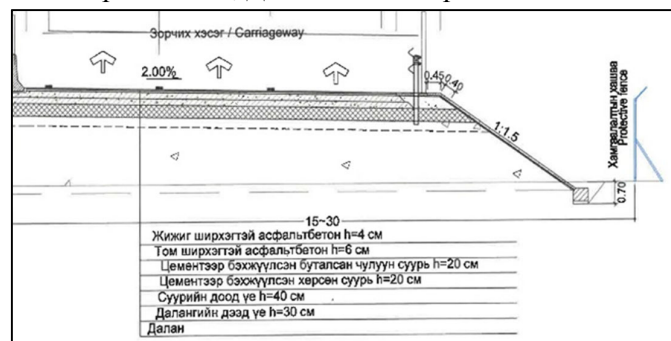 Зорчих хэсэг / Carriageway
2.00%
0.45
0.40
1:1.5
Хамгаалалтын хашаа
Protective fence
0.70
15~30
Жижиг ширхэгтэй асфальтбетон h=4 см
Том ширхэгтэй асфальтбетон h=6 см
Цементээр бэхжүүлсэн буталсан чулуун суурь h=20 см
Цементээр бэхжүүлсэн хөрсөн суурь h=20 см
Суурийн доод үе h=40 см
Далангийн дээд үе h=30 см
Далан